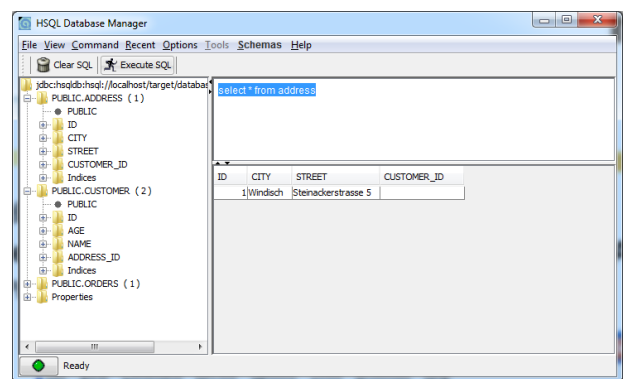 HSQL Database Manager
File View Command Recent Options Tools Schemas Help
Clear SQL Execute SQL
jdbc:hsqldb:hsql://localhost/target/databas
PUBLIC.ADDRESS (1)
PUBLIC
ID
CITY
STREET
CUSTOMER_ID
Indices
PUBLIC.CUSTOMER (2)
PUBLIC
ID
AGE
NAME
ADDRESS_ID
Indices
PUBLIC.ORDERS (1)
Properties
select * from address
ID CITY STREET CUSTOMER_ID
1 Windisch Steinackerstrasse 5
Ready